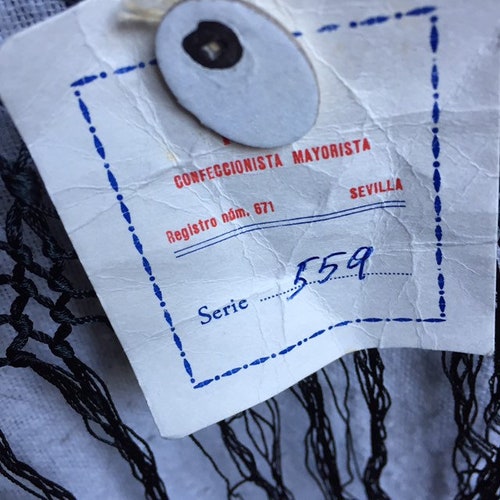 CONFECCIONISTA MAYORISTA
Registro núm. 671 SEVILLA
Serie 559